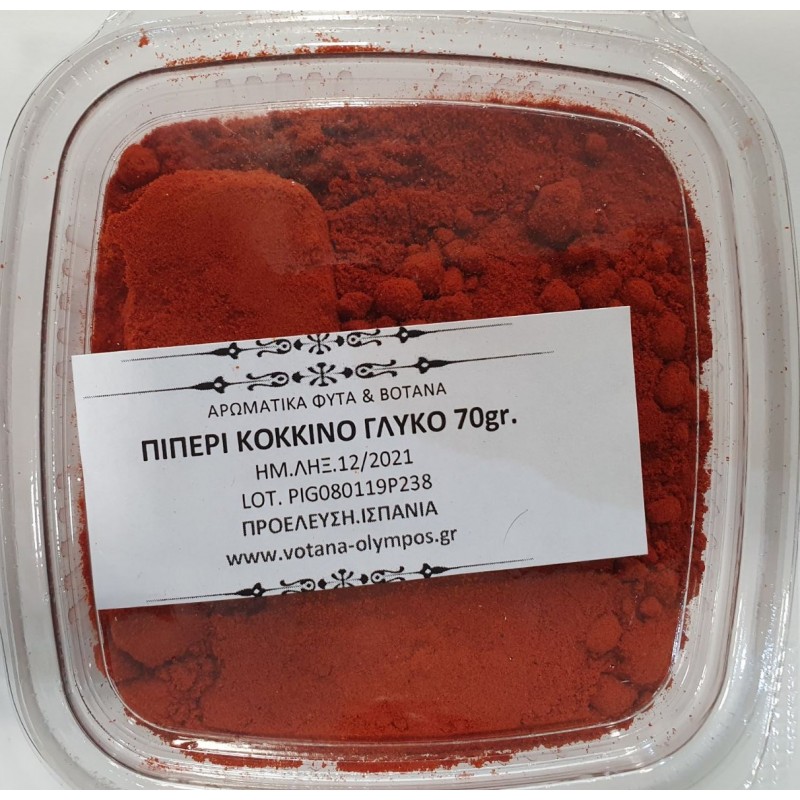 ΑΡΩΜΑΤΙΚΑ ΦΥΤΑ & ΒΟΤΑΝΑ
ΠΙΠΕΡΙ ΚΟΚΚΙΝΟ ΓΛΥΚΟ 70gr.
ΗΜ.ΛΗΞ.12/2021
LOT. PIG080119P238
ΠΡΟΕΛΕΥΣΗ.ΙΣΠΑΝΙΑ
www.votana-olympos.gr